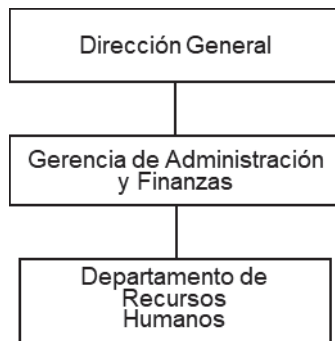 Dirección General
Gerencia de Administración
y Finanzas
Departamento de
Recursos
Humanos